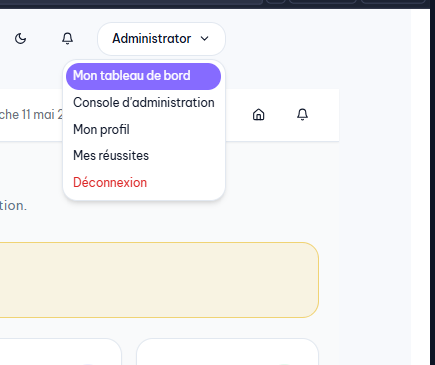 Administrator
Mon tableau de bord
Console d'administration
che 11 mai 2
Mon profil
Mes réussites
Déconnexion
tion.